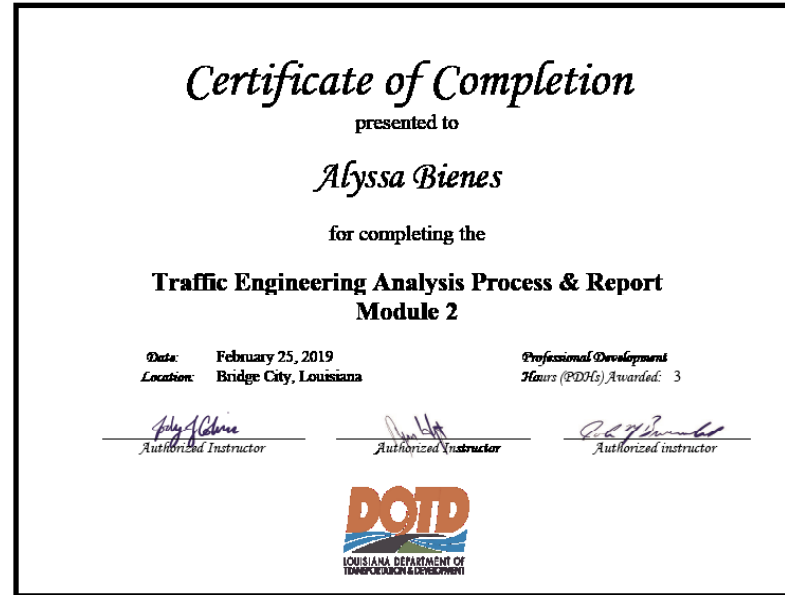 Certificate of Completion
presented to
Alyssa Bienes
for completing the
Traffic Engineering Analysis Process & Report
Module 2
Date: February 25, 2019
Location: Bridge City, Louisiana
Professional Development
Hours (PDHs) Awarded: 3
Authorized Instructor
Authorized Instructor
Authorized instructor
DOTD
LOUISIANA DEPARTMENT OF
TRANSPORTATION & DEVELOPMENT